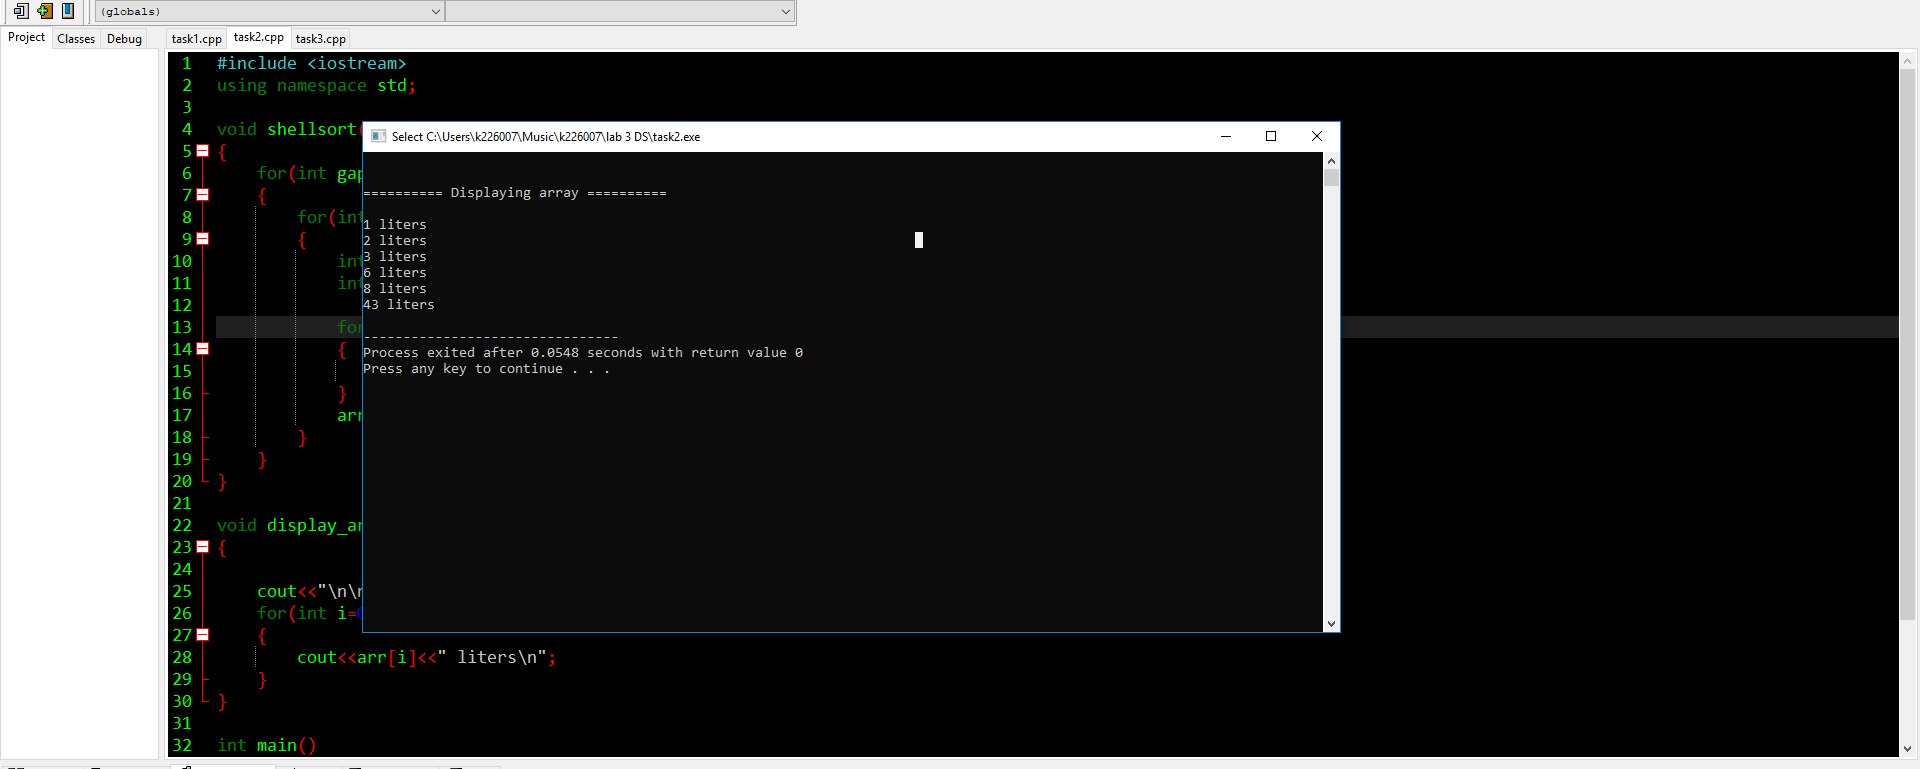 (globals)
Project Classes Debug
task1.cpp task2.cpp task3.cpp
1 #include <iostream>
2 using namespace std;
3
4 void shellsort(
5 {
6 for(int gap
7 {
8 for(int
9 {
10 int
11 int
12
13 for
14 {
15
16 }
17 arr
18 }
19 }
20 }
21
22 void display_ar
23 {
24
25 cout<<"\n\n
26 for(int i=
27 {
28 cout<<arr[i]<<" liters\n";
29 }
30 }
31
32 int main()
Select C:\Users\k226007\Music\k226007\lab 3 DS\task2.exe
========== Displaying array ==========
1 liters
2 liters
3 liters
6 liters
8 liters
43 liters
--------------------------------
Process exited after 0.0548 seconds with return value 0
Press any key to continue . . .